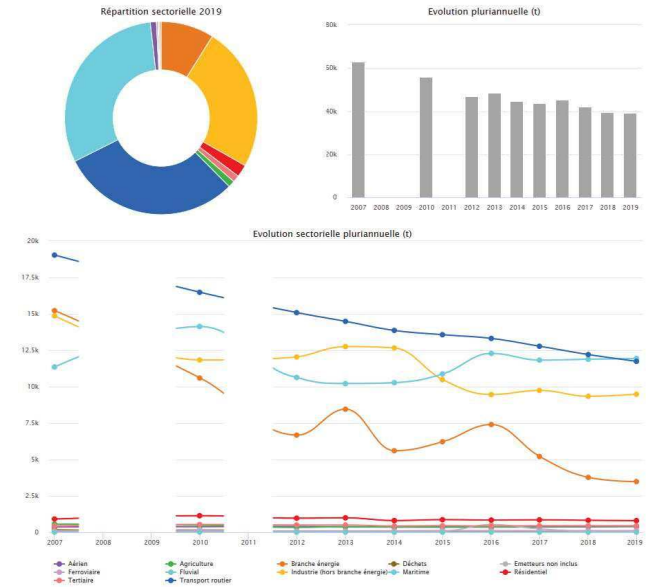 Répartition sectorielle 2019
Evolution pluriannuelle (t)
80k
60k
40k
20k
0
2007 2008 2009 2010 2011 2012 2013 2014 2015 2016 2017 2018 2019
Evolution sectorielle pluriannuelle (t)
20k
17.5k
15k
12.5k
10k
7.5k
5k
2.5k
0
2007 2008 2009 2010 2011 2012 2013 2014 2015 2016 2017 2018 2019
Aérien Agriculture Branche énergie Déchets Emetteurs non inclus
Ferroviaire Fluvial Industrie (hors branche énergie) Maritime Résidentiel
Tertiaire Transport routier